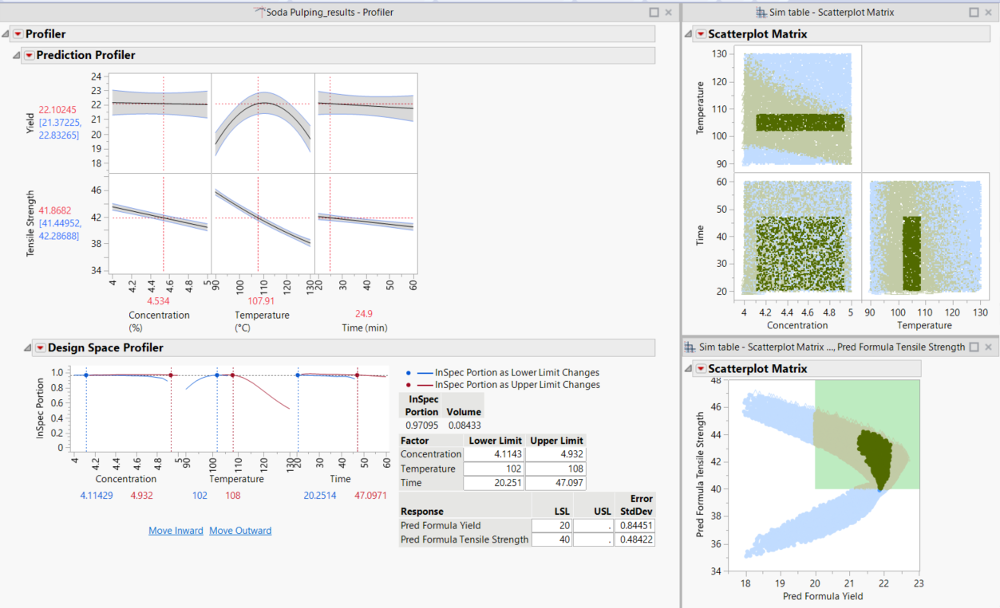 Soda Pulping_results - Profiler
Profiler
Prediction Profiler
24
23
22
21
20
19
18
Yield
22.10245
[21.37225,
22.83265]
46
42
38
34
Tensile Strength
41.8682
[41.44952,
42.28688]
4
4.2
4.4
4.6
4.8
5
90
100
110
120
130
20
30
40
50
60
4.534
Concentration
(%)
107.91
Temperature
(°C)
24.9
Time (min)
Design Space Profiler
InSpec Portion
1.0
0.8
0.6
0.4
0.2
0
4
4.2
4.4
4.6
4.8
5
90
100
110
120
130
20
30
40
50
60
Concentration
Temperature
Time
4.11429 4.932 102 108 20.2514 47.0971
Move Inward Move Outward
InSpec Portion as Lower Limit Changes
InSpec Portion as Upper Limit Changes
InSpec
Portion Volume
0.97095 0.08433
Factor Lower Limit Upper Limit
Concentration 4.1143 4.932
Temperature 102 108
Time 20.251 47.097
Error
Response LSL USL StdDev
Pred Formula Yield 20 . 0.84451
Pred Formula Tensile Strength 40 . 0.48422
Sim table - Scatterplot Matrix
Scatterplot Matrix
Temperature
130
120
110
100
90
Time
60
50
40
30
20
4 4.2 4.4 4.6 4.8 5
Concentration
90 100 110 120 130
Temperature
Sim table - Scatterplot Matrix ..., Pred Formula Tensile Strength
Scatterplot Matrix
Pred Formula Tensile Strength
48
46
44
42
40
38
36
34
18 19 20 21 22 23
Pred Formula Yield